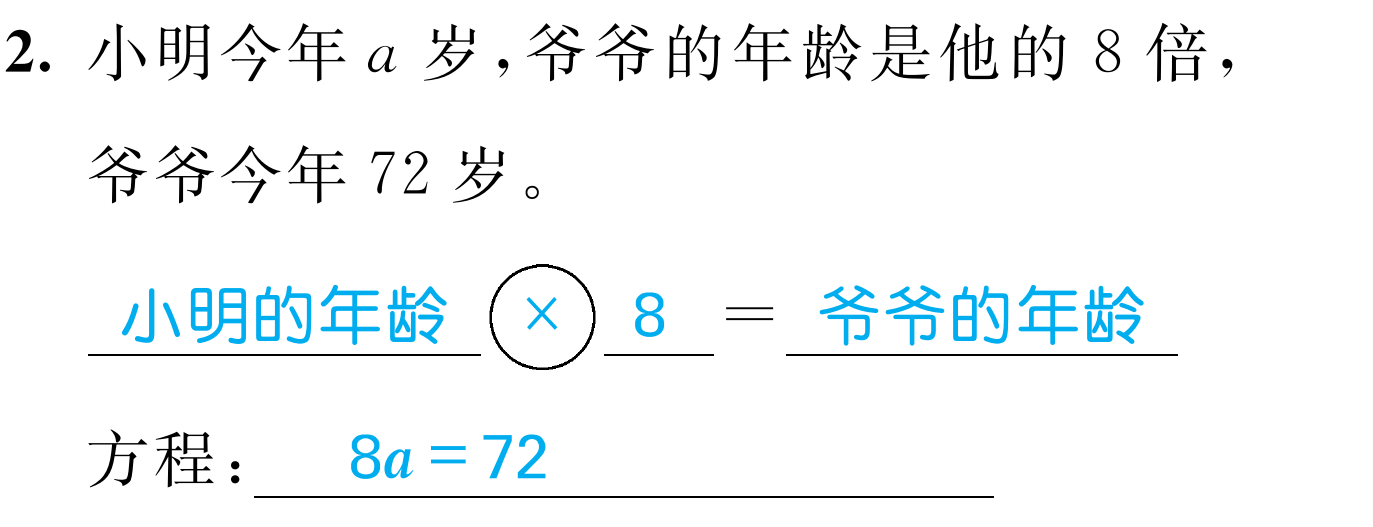 2. 小明今年 a 岁,爷爷的年龄是他的 8 倍,
爷爷今年 72 岁。
小明的年龄 × 8 = 爷爷的年龄
方程: 8a = 72